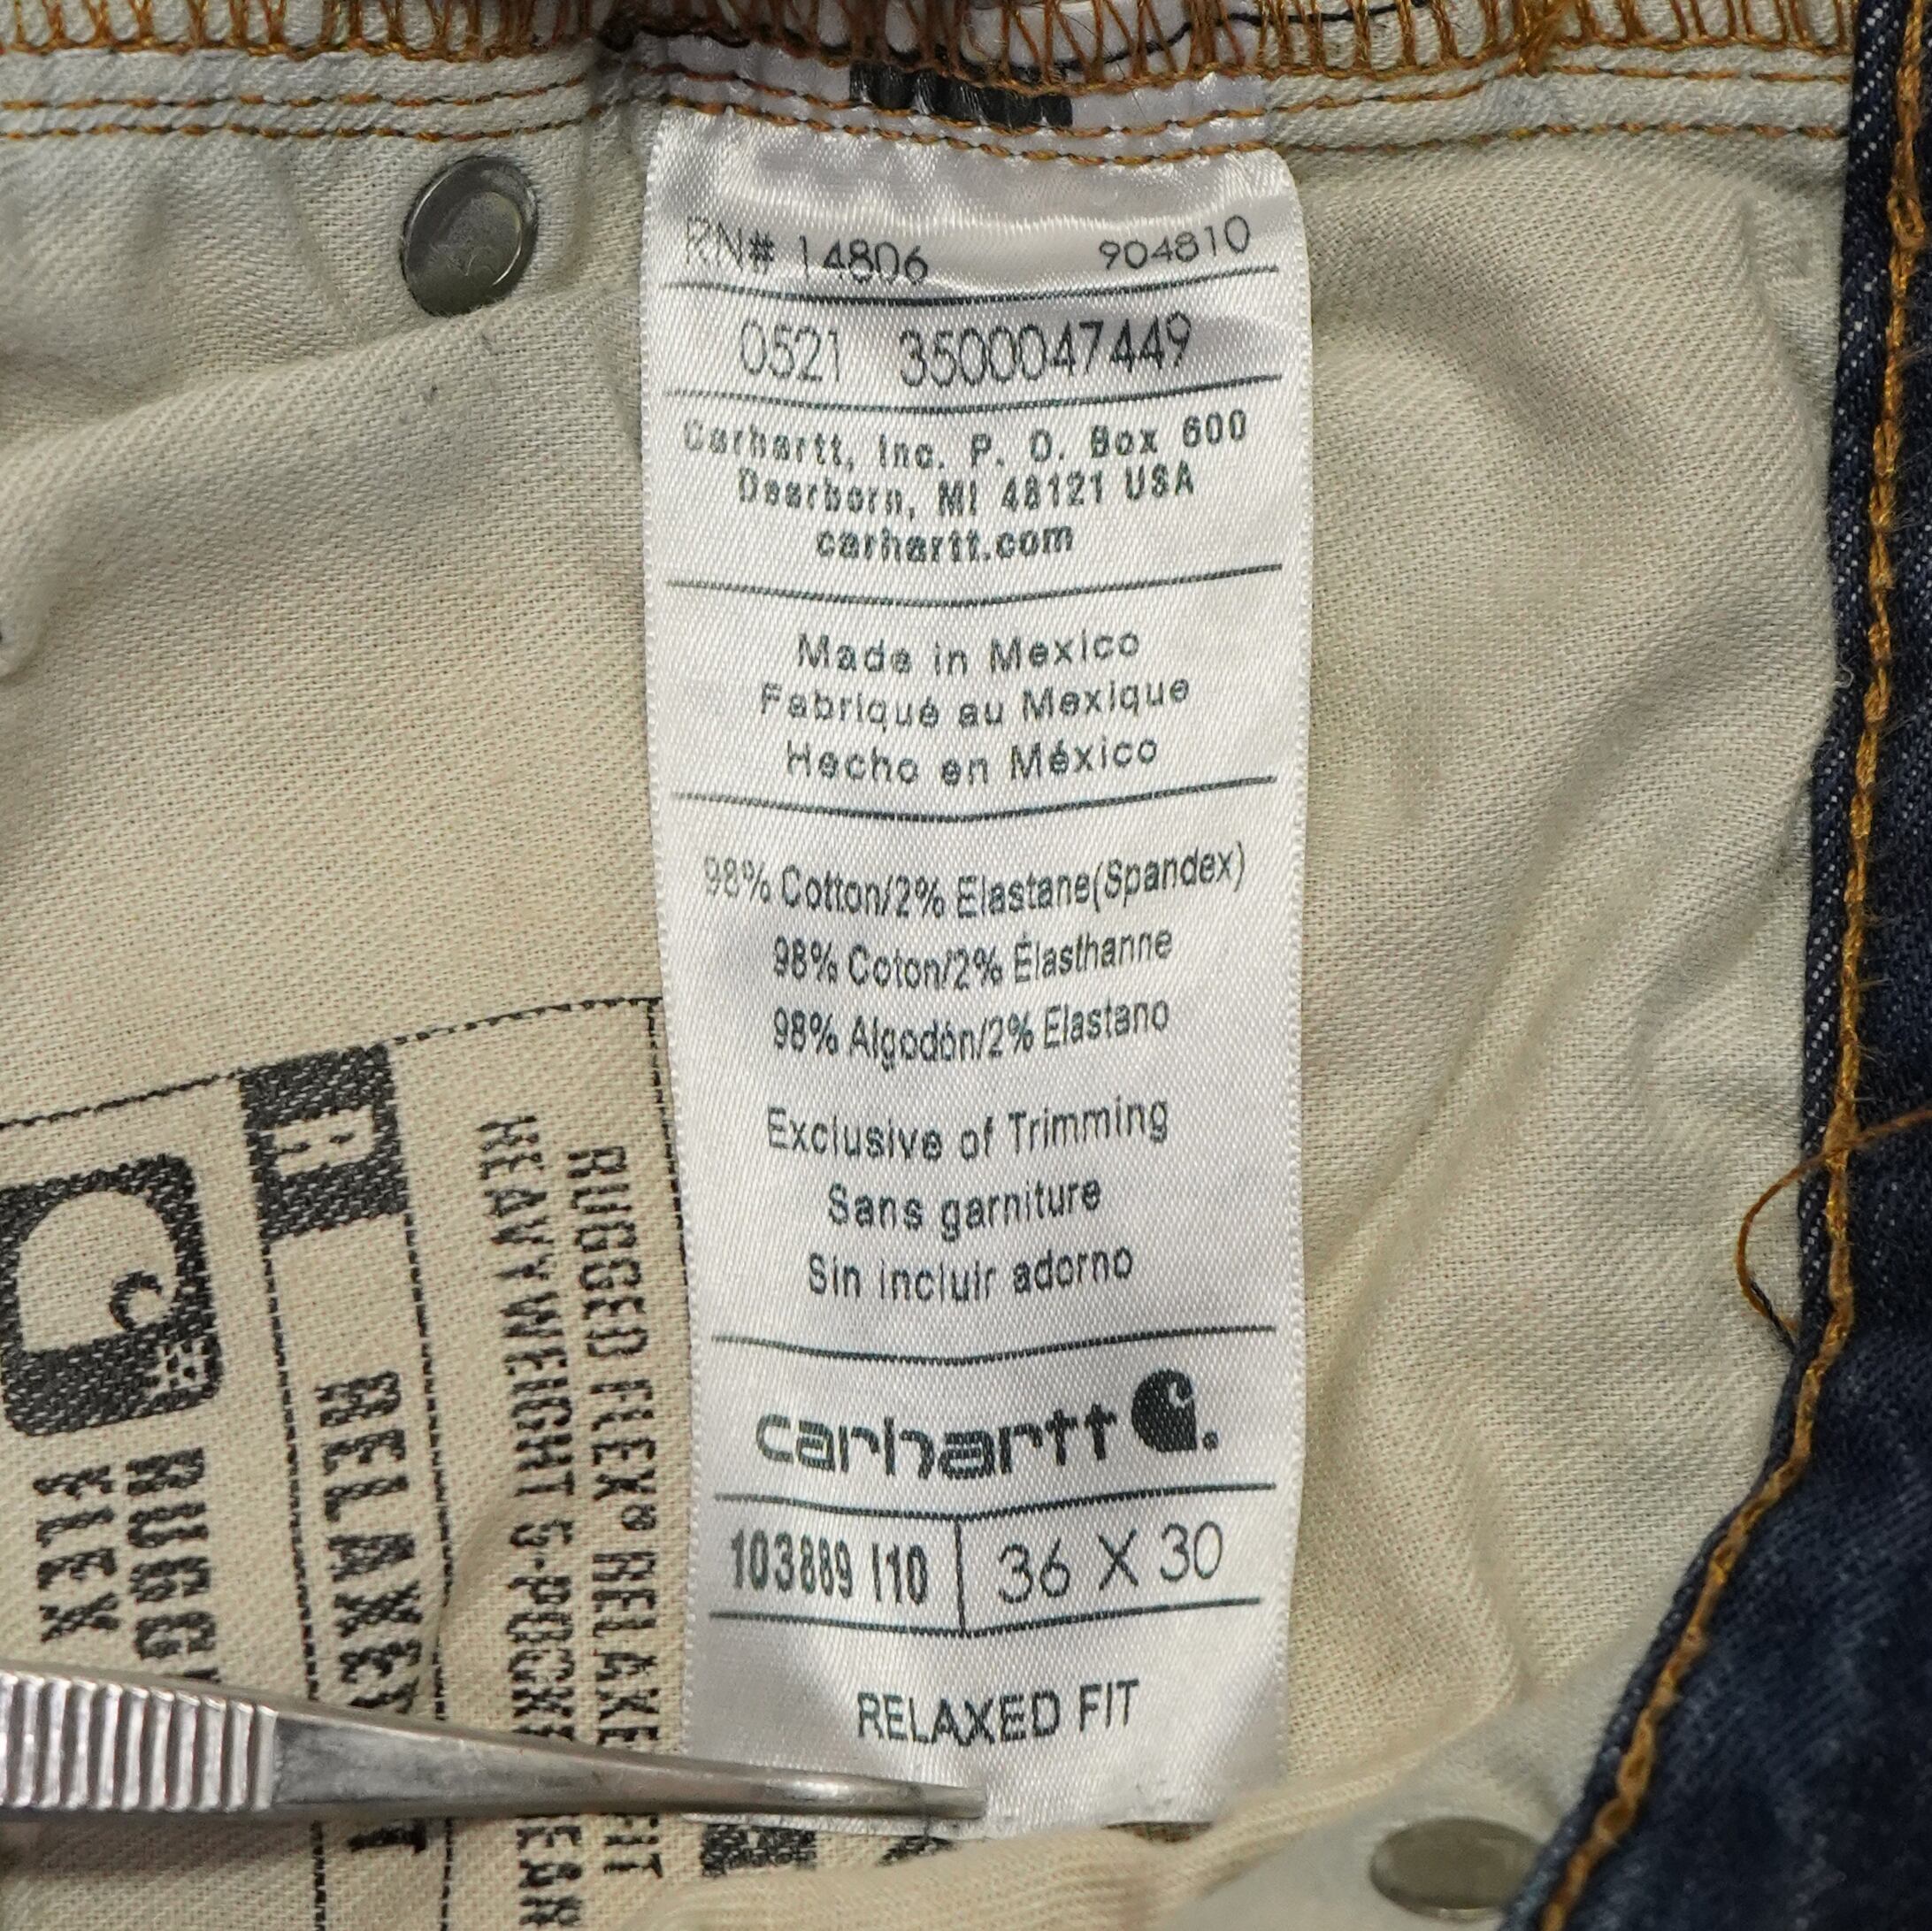 RN# 14806 904810
0521 3500047449
Carhartt, Inc. P. O. Box 600
Dearborn, MI 48121 USA
carhartt.com
Made in Mexico
Fabriqué au Mexique
Hecho en México
98% Cotton/2% Elastane(Spandex)
98% Coton/2% Élasthanne
98% Algodón/2% Elastano
Exclusive of Trimming
Sans garniture
Sin incluir adorno
carhartt
103889 I10 36 X 30
RELAXED FIT
RUGGED FLEX® RELAXED FIT
HEAVYWEIGHT 5-POCKET JEAN
RELAXED
FIT
RUGGED
FLEX